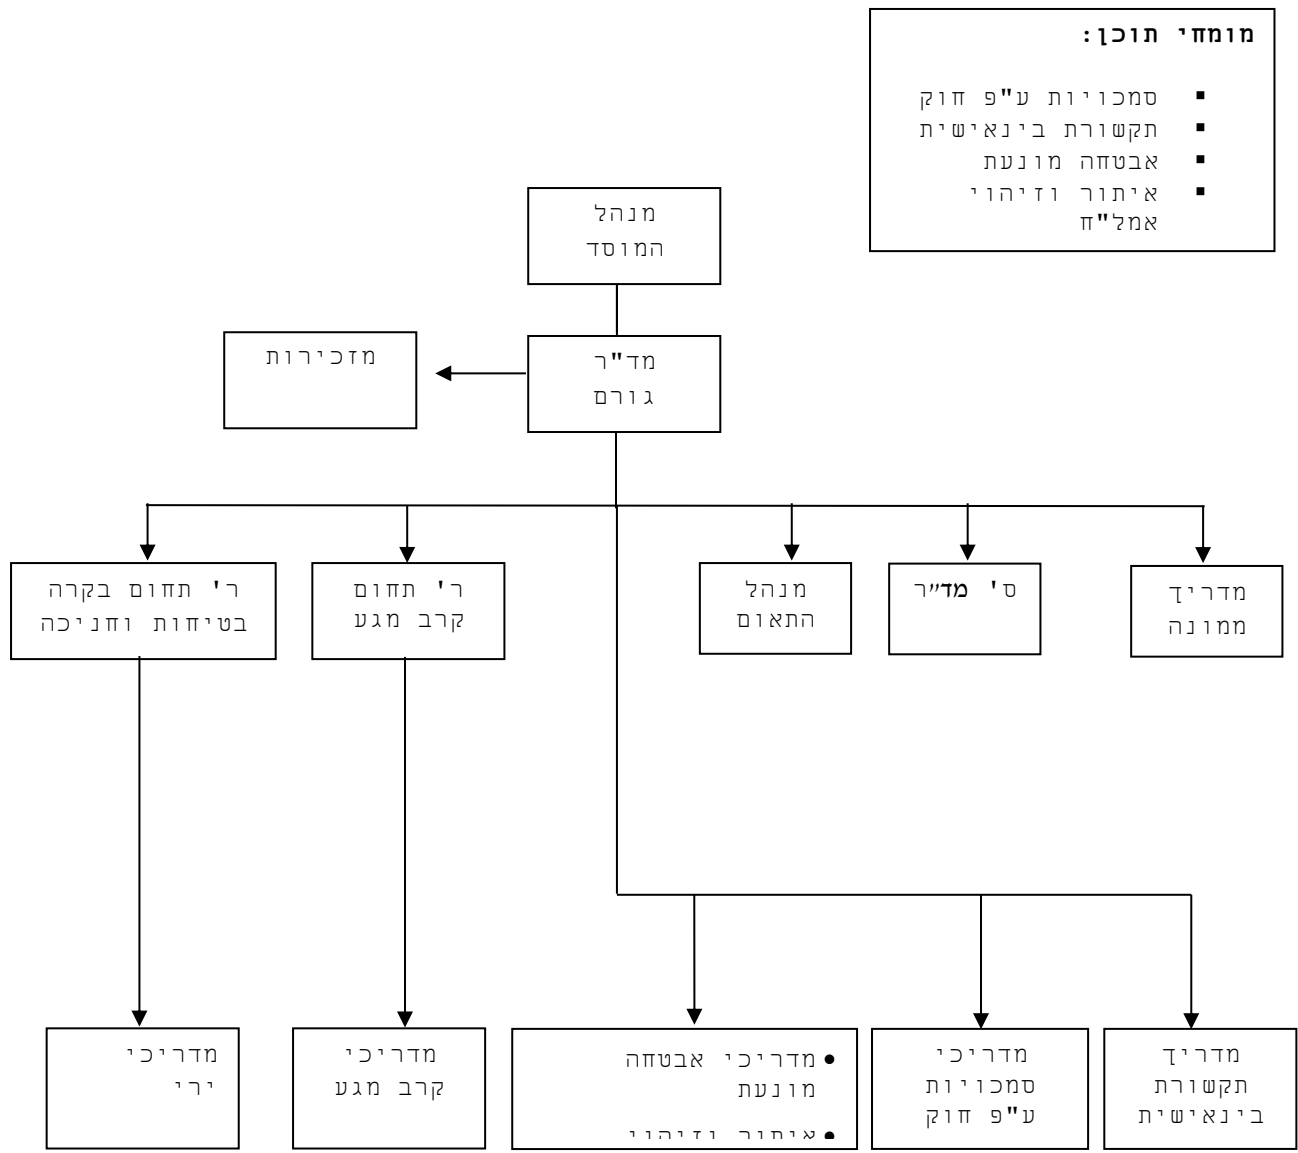 מומחי תוכן:
▪ סמכויות ע"פ חוק
▪ תקשורת בינאישית
▪ אבטחה מונעת
▪ איתור וזיהוי
אמל"ח
מנהל
המוסד
מד"ר
גורם
מזכירות
מדריך
ממונה
ס' מד״ר
מנהל
התאום
ר' תחום
קרב מגע
ר' תחום בקרה
בטיחות וחניכה
מדריך
תקשורת
בינאישית
מדריכי
סמכויות
ע"פ חוק
• מדריכי אבטחה
מונעת
• איתור וזיהוי
מדריכי
קרב מגע
מדריכי
ירי